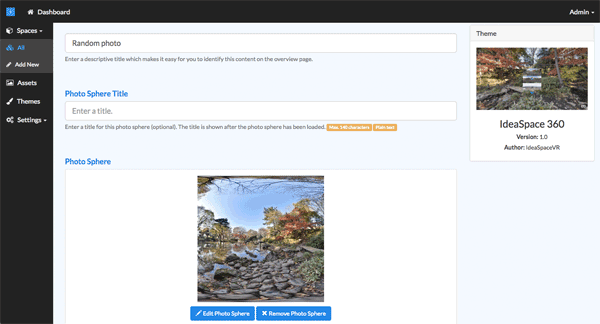 Dashboard
Admin
Spaces
All
Add New
Assets
Themes
Settings
Random photo
Enter a descriptive title which makes it easy for you to identify this content on the overview page.
Photo Sphere Title
Enter a title.
Enter a title for this photo sphere (optional). The title is shown after the photo sphere has been loaded. Max. 140 characters Plain text
Photo Sphere
Edit Photo Sphere
Remove Photo Sphere
Theme
IdeaSpace 360
Version: 1.0
Author: IdeaSpaceVR